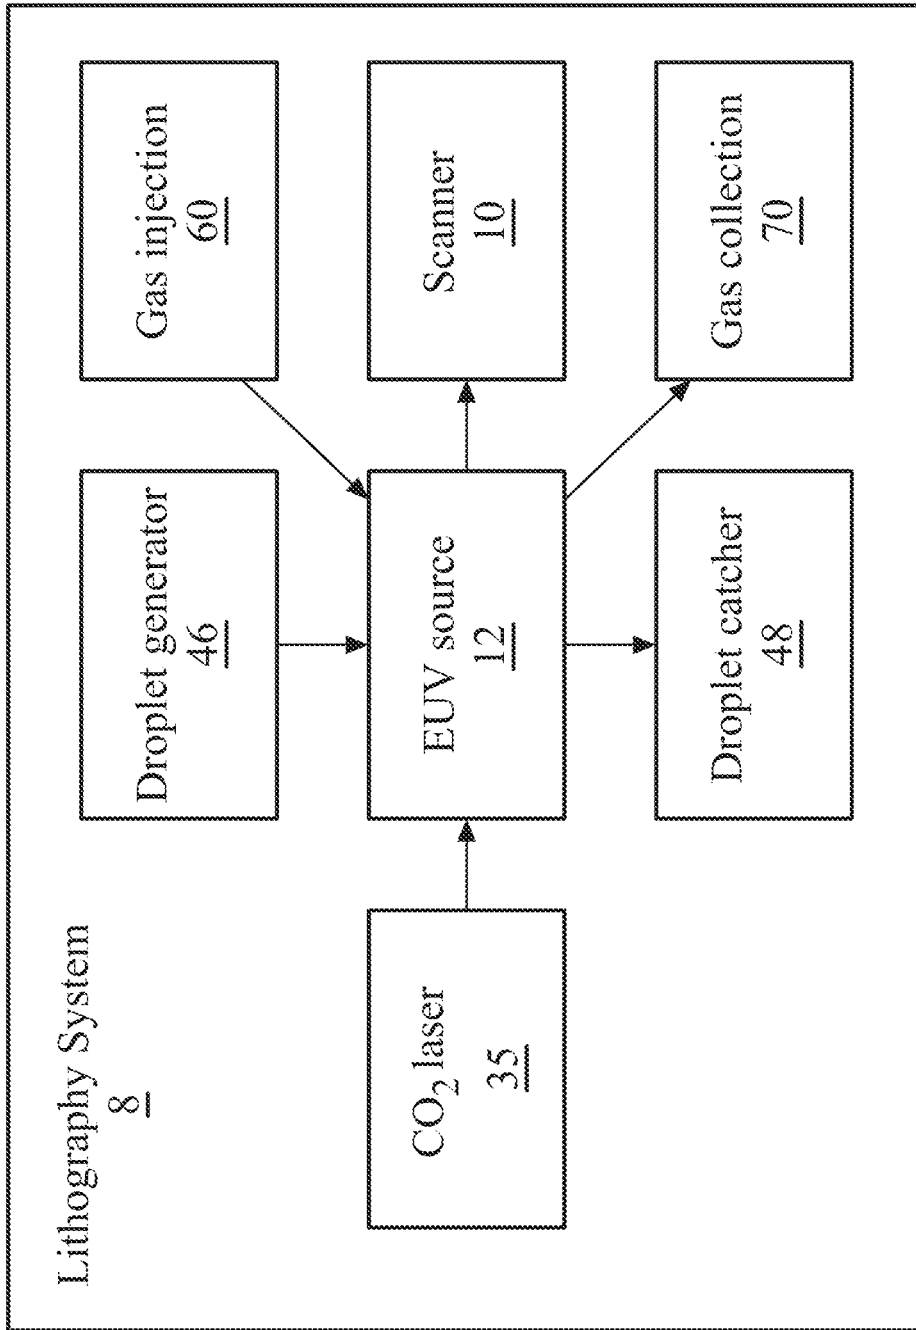 Lithography System
8
Droplet generator
46
Gas injection
60
CO2 laser
35
EUV source
12
Scanner
10
Droplet catcher
48
Gas collection
70